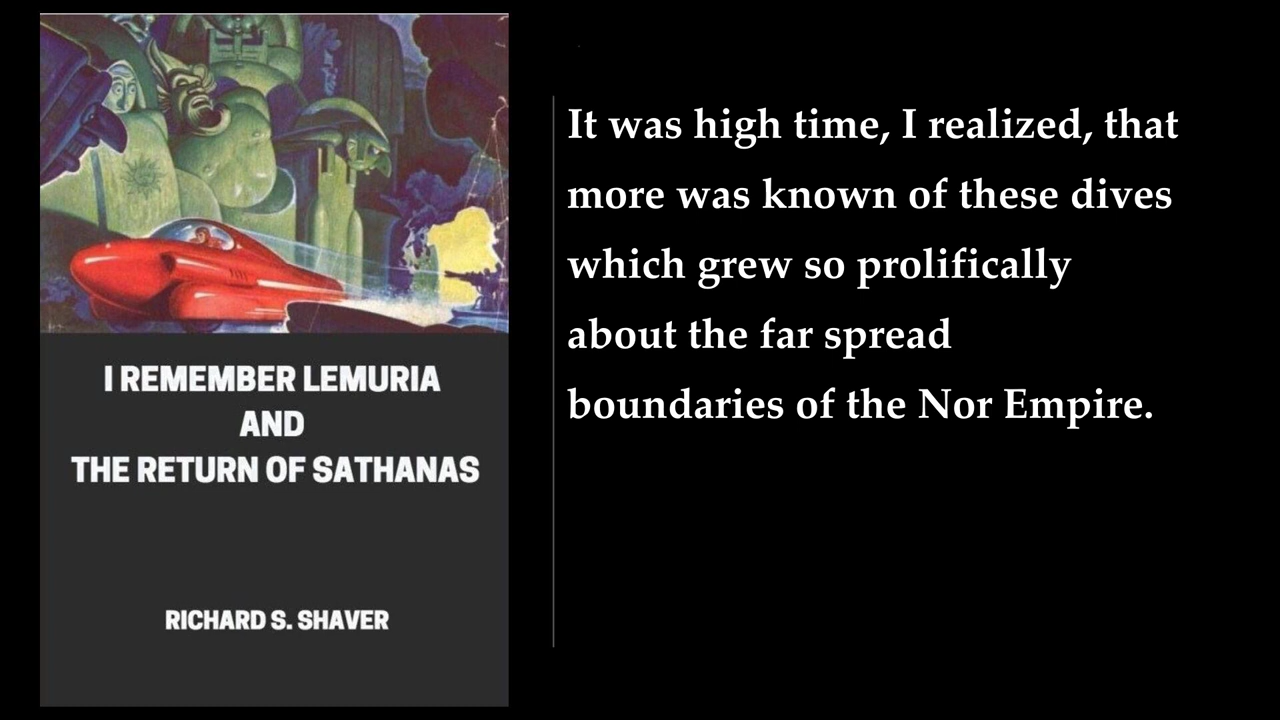 I REMEMBER LEMURIA
AND
THE RETURN OF SATHANAS
RICHARD S. SHAVER
It was high time, I realized, that
more was known of these dives
which grew so prolifically
about the far spread
boundaries of the Nor Empire.